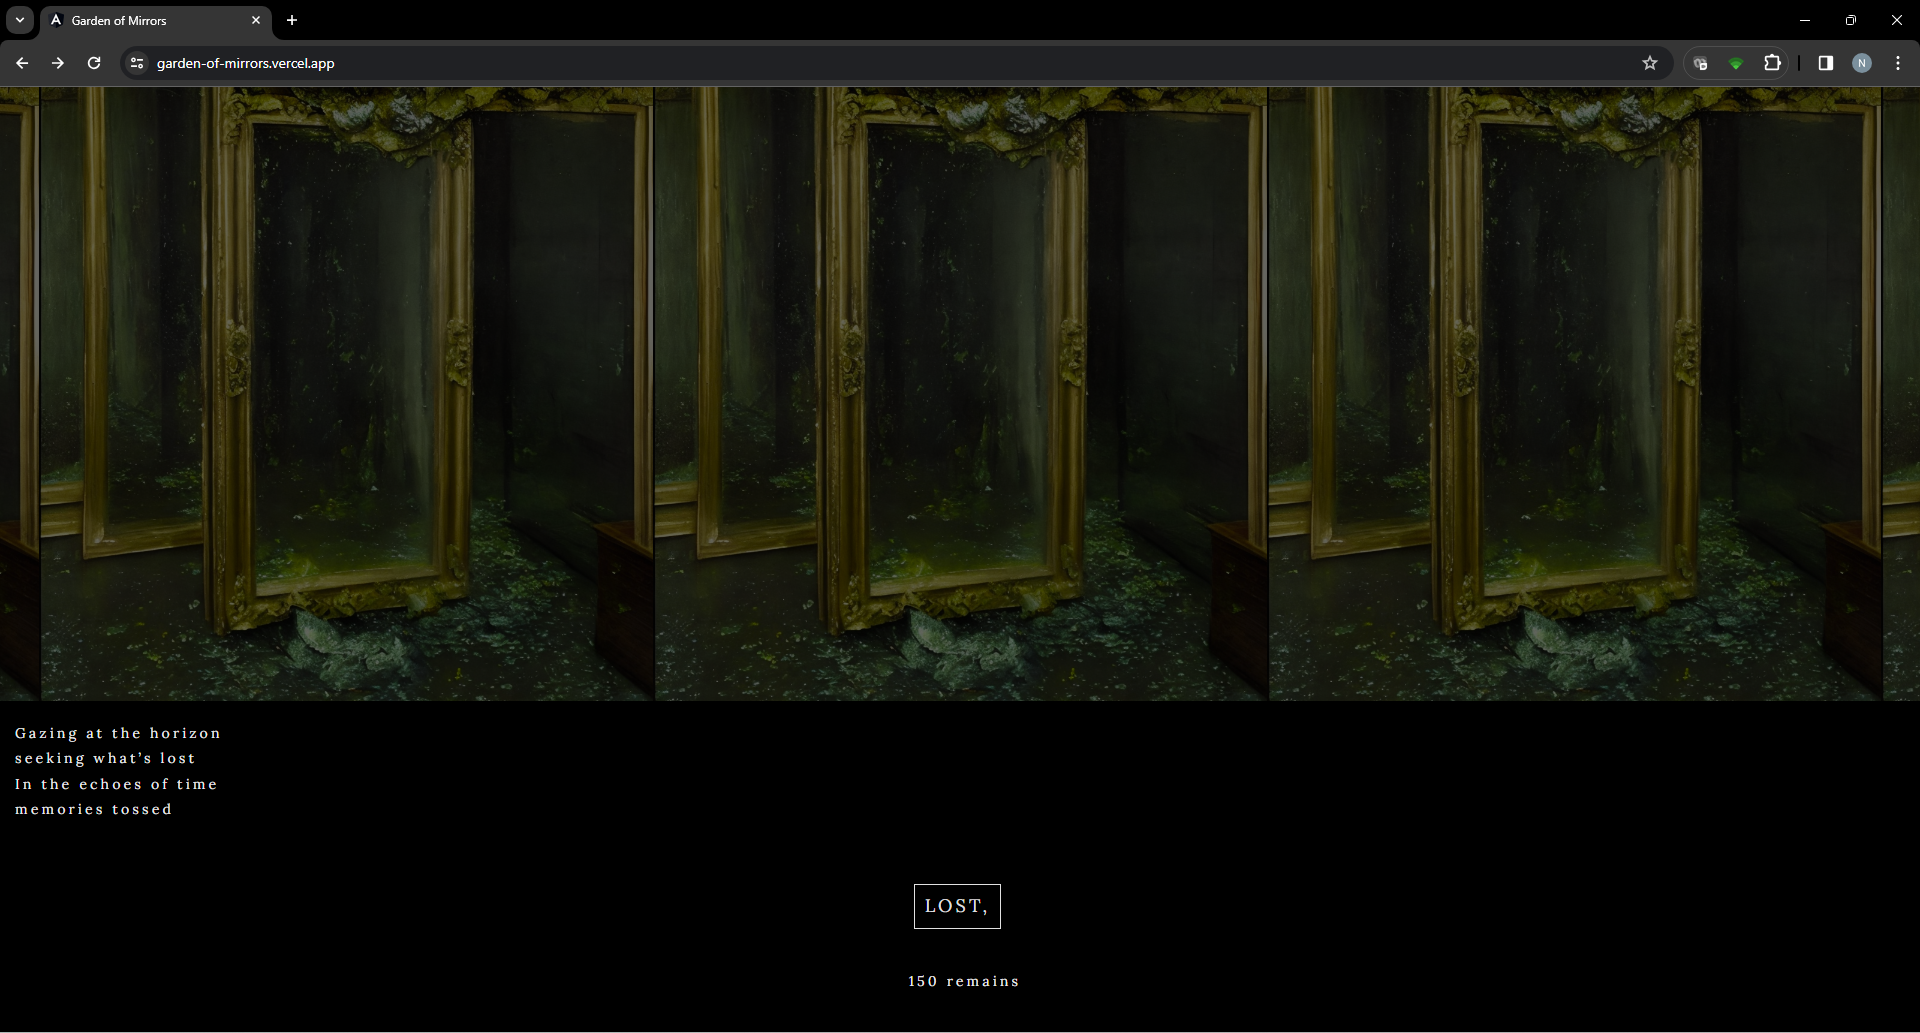 Garden of Mirrors
garden-of-mirrors.vercel.app
N
Gazing at the horizon
seeking what's lost
In the echoes of time
memories tossed
LOST,
150 remains